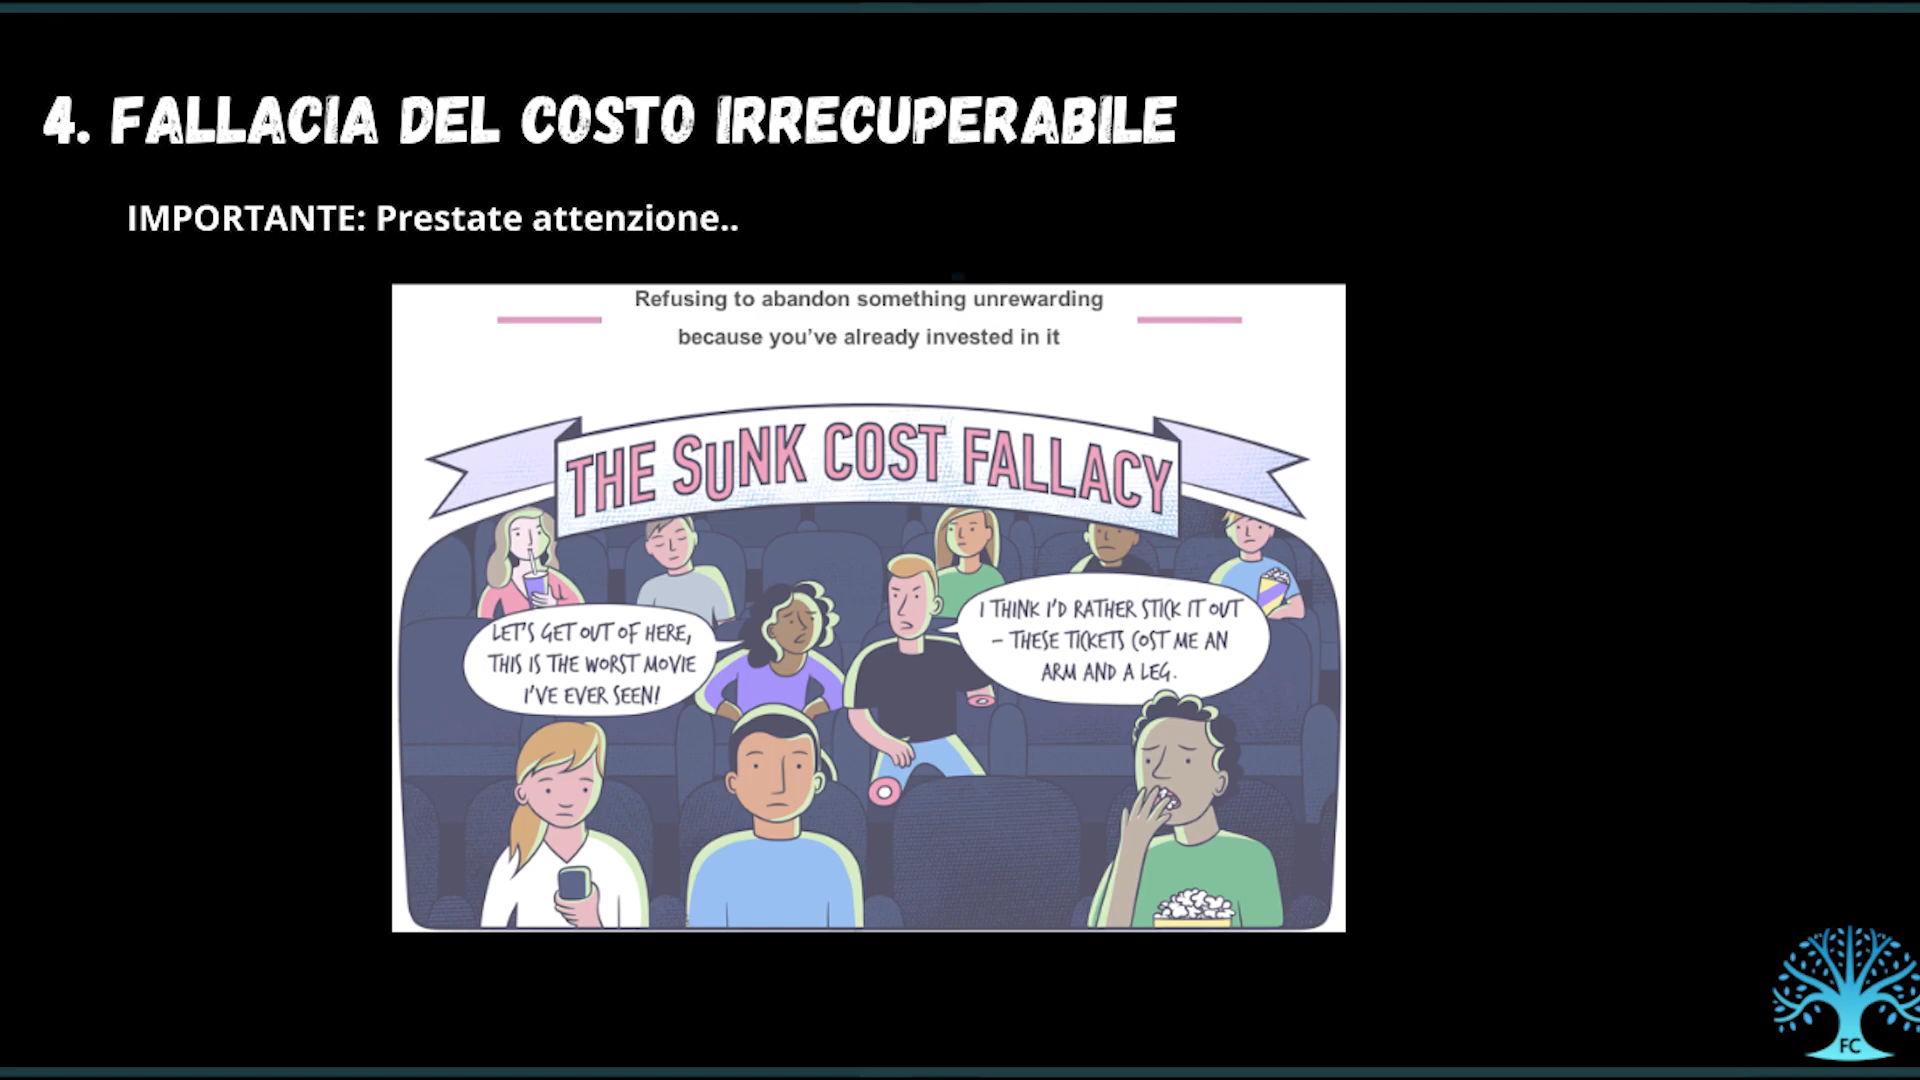 4. FALLACIA DEL COSTO IRRECUPERABILE
IMPORTANTE: Prestate attenzione..
Refusing to abandon something unrewarding
because you've already invested in it
THE SUNK COST FALLACY
LET'S GET OUT OF HERE,
THIS IS THE WORST MOVIE
I'VE EVER SEEN!
I THINK I'D RATHER STICK IT OUT
– THESE TICKETS COST ME AN
ARM AND A LEG.
FC